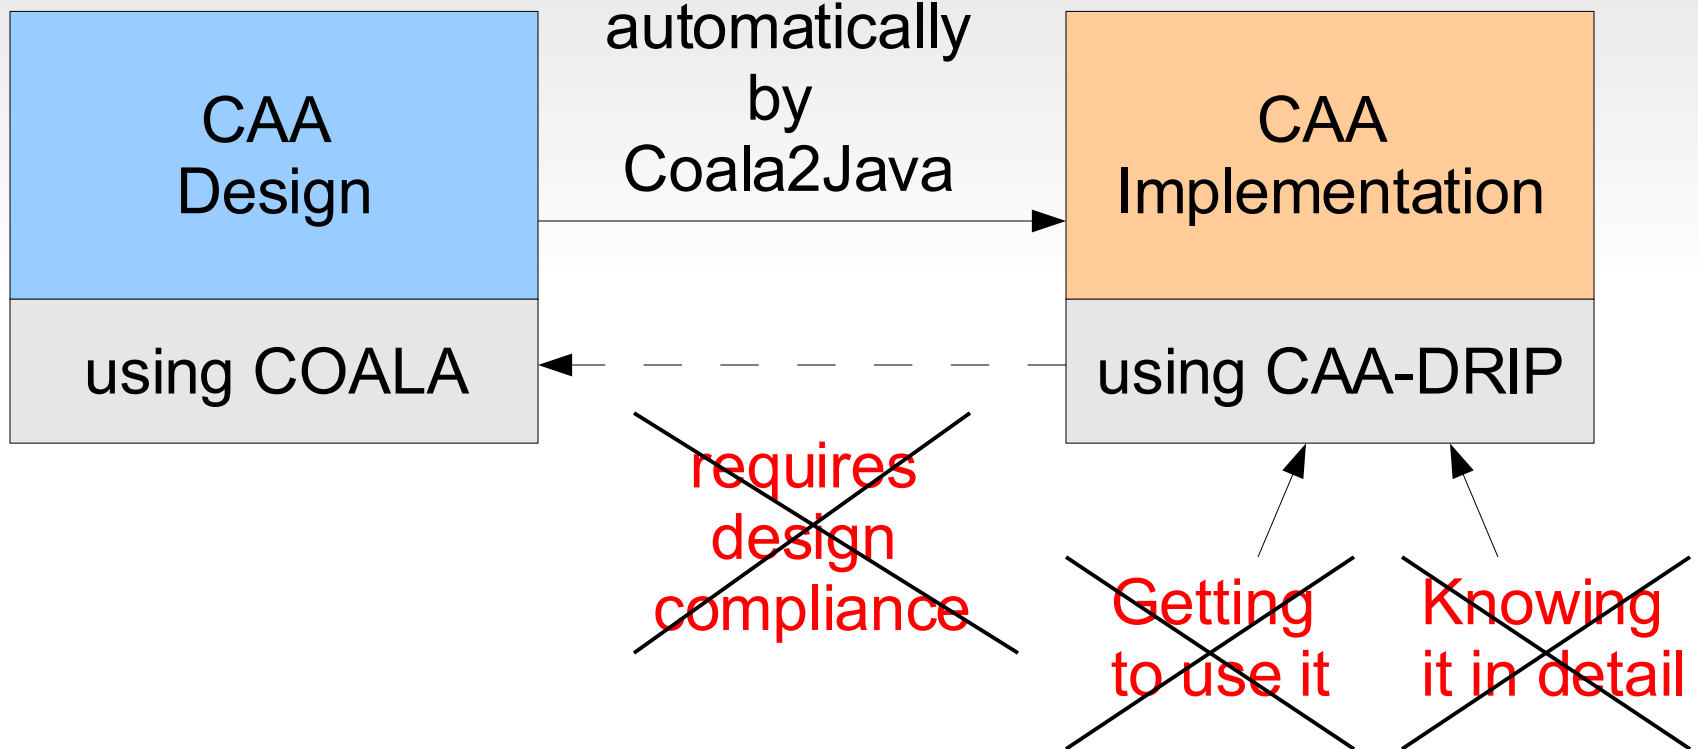 CAA
Design
using COALA
automatically
by
Coala2Java
CAA
Implementation
using CAA-DRIP
requires
design
compliance
Getting
to use it
Knowing
it in detail